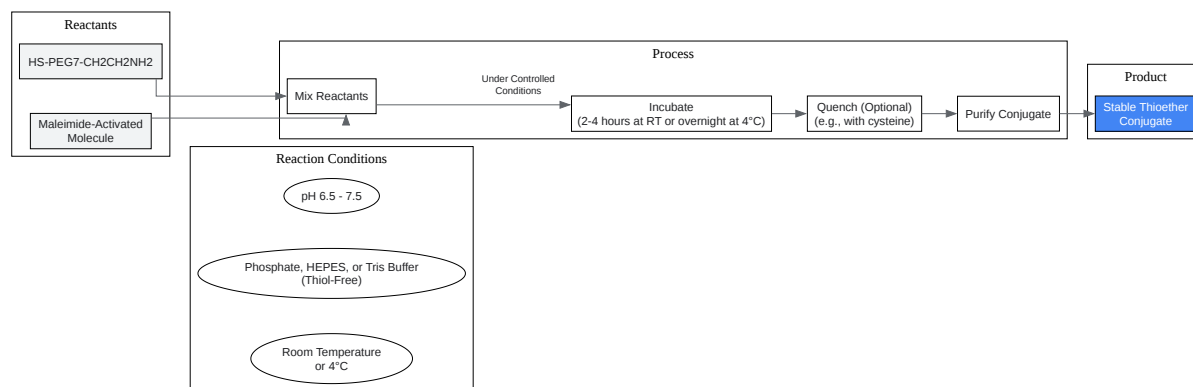 Reactants
HS-PEG7-CH2CH2NH2
Maleimide-Activated
Molecule
Process
Mix Reactants
Under Controlled
Conditions
Incubate
(2-4 hours at RT or overnight at 4°C)
Quench (Optional)
(e.g., with cysteine)
Purify Conjugate
Product
Stable Thioether
Conjugate
Reaction Conditions
pH 6.5 - 7.5
Phosphate, HEPES, or Tris Buffer
(Thiol-Free)
Room Temperature
or 4°C